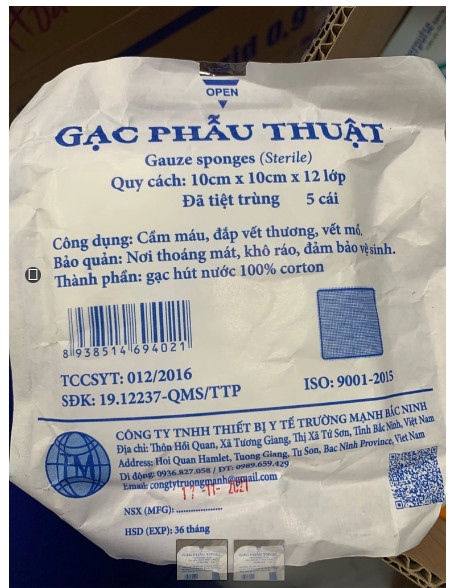 OPEN
GẠC PHẪU THUẬT
Gauze sponges (Sterile)
Quy cách: 10cm x 10cm x 12 lớp
Đã tiệt trùng 5 cái
Công dụng: Cầm máu, đắp vết thương, vết mổ,
Bảo quản: Nơi thoáng mát, khô ráo, đảm bảo vệ sinh.
Thành phần: gạc hút nước 100% corton
8 938514 694021
TCCSYT: 012/2016
SĐK: 19.12237-QMS/TTP
ISO: 9001-2015
CÔNG TY TNHH THIẾT BỊ Y TẾ TRƯỜNG MẠNH BẮC NINH
Địa chỉ: Thôn Hồi Quan, Xã Tương Giang, Thị Xã Từ Sơn, Tỉnh Bắc Ninh, Việt Nam
Address: Hoi Quan Hamlet, Tuong Giang, Tu Son, Bac Ninh Province, Viet Nam
TM
Di động: 0936.827.058 / ĐT: 0989.659.429
Email: congtytruongmanh@gmail.com
17 -11- 2021
NSX (MFG): ....................
HSD (EXP): 36 tháng